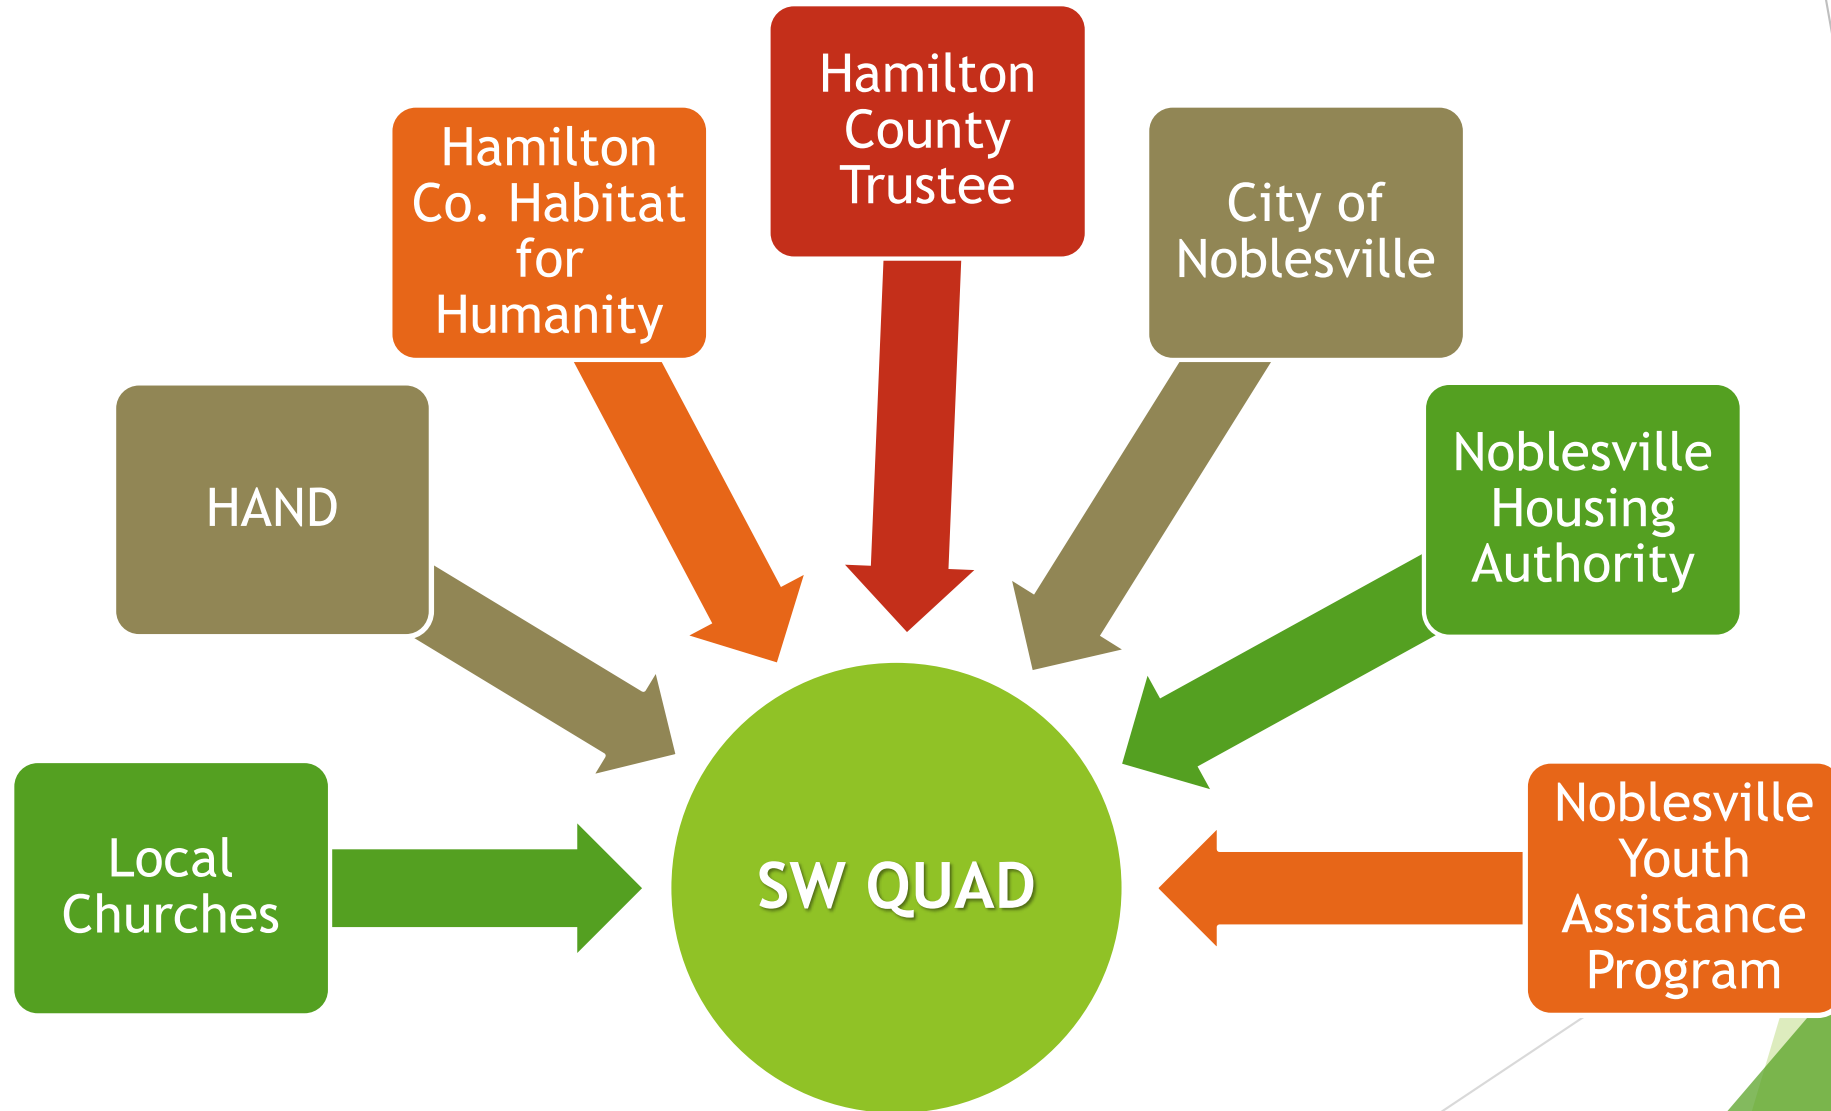 Hamilton
County
Trustee
Hamilton
Co. Habitat
for
Humanity
City of
Noblesville
HAND
Noblesville
Housing
Authority
Local
Churches
SW QUAD
Noblesville
Youth
Assistance
Program